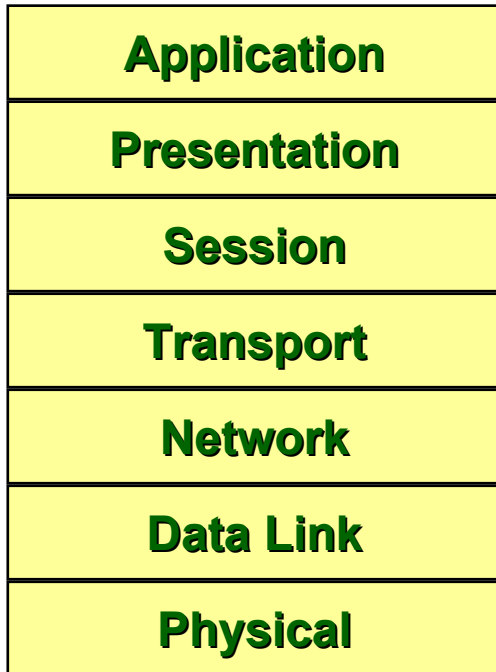 Application
Presentation
Session
Transport
Network
Data Link
Physical